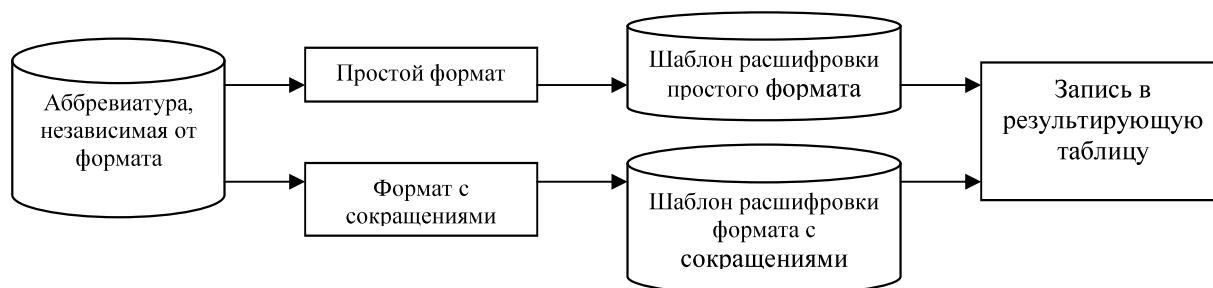 Аббревиатура,
независимая от
формата
Простой формат
Шаблон расшифровки
простого формата
Запись в
результирующую
таблицу
Формат с
сокращениями
Шаблон расшифровки
формата с
сокращениями